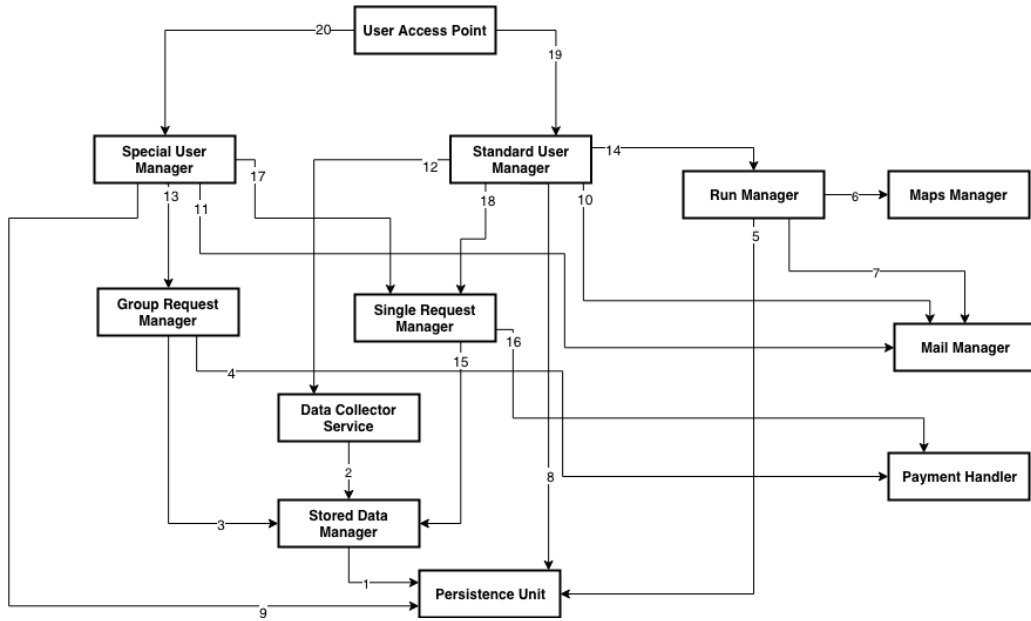 20
User Access Point
19
Special User
Manager
17
12
Standard User
Manager
14
13
11
18
10
Run Manager
6
Maps Manager
5
7
Group Request
Manager
Single Request
Manager
16
Mail Manager
4
15
Data Collector
Service
2
8
Payment Handler
3
Stored Data
Manager
1
Persistence Unit
9